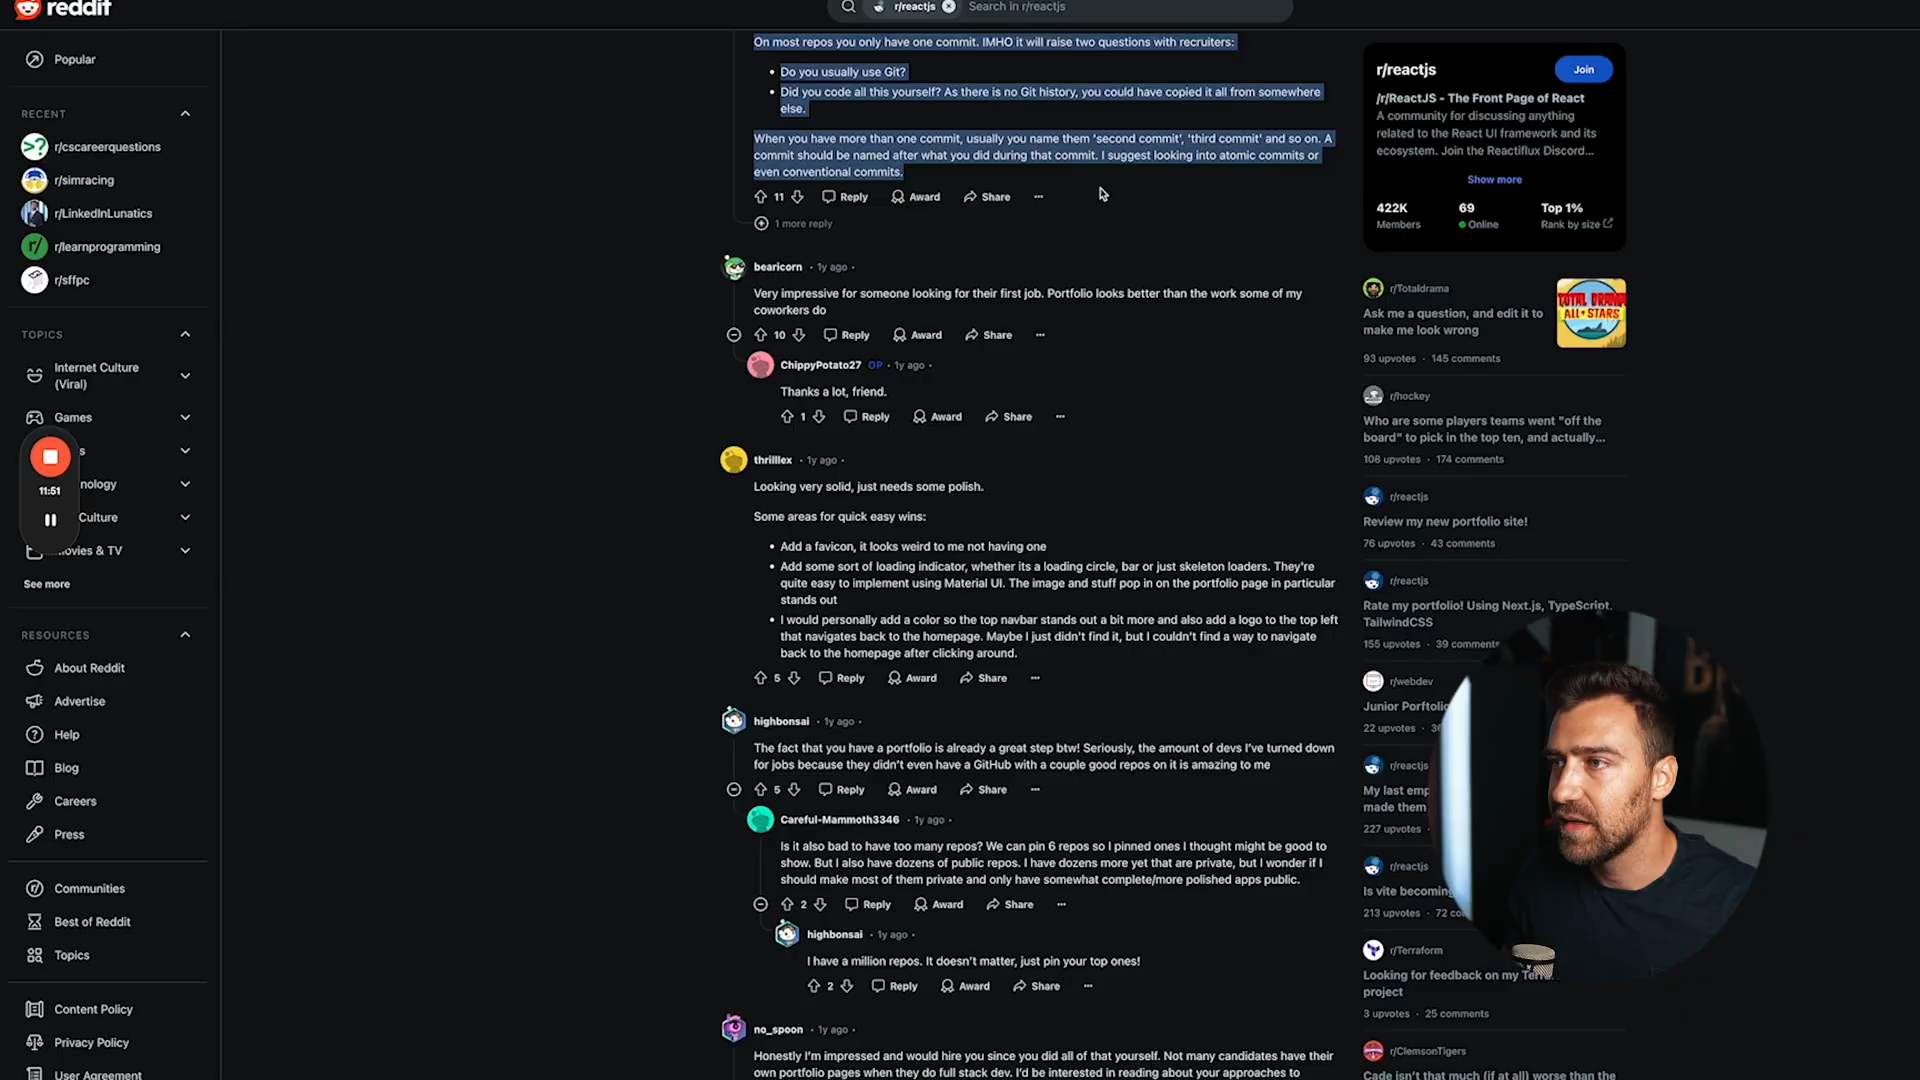 reddit
r/reactjs
Search in r/reactjs
Popular
RECENT
r/cscareerquestions
r/simracing
r/LinkedInLunatics
r/learnprogramming
r/sffpc
TOPICS
Internet Culture
(Viral)
Games
s
11:51
nology
Culture
ovies & TV
See more
RESOURCES
About Reddit
Advertise
Help
Blog
Careers
Press
Communities
Best of Reddit
Topics
Content Policy
Privacy Policy
User Agreement
On most repos you only have one commit. IMHO it will raise two questions with recruiters:
• Do you usually use Git?
• Did you code all this yourself? As there is no Git history, you could have copied it all from somewhere
else.
When you have more than one commit, usually you name them 'second commit', 'third commit' and so on. A
commit should be named after what you did during that commit. I suggest looking into atomic commits or
even conventional commits.
11 Reply Award Share ...
1 more reply
bearicorn • 1y ago •
Very impressive for someone looking for their first job. Portfolio looks better than the work some of my
coworkers do
10 Reply Award Share ...
ChippyPotato27 OP • 1y ago •
Thanks a lot, friend.
1 Reply Award Share ...
thrilllex • 1y ago •
Looking very solid, just needs some polish.
Some areas for quick easy wins:
• Add a favicon, it looks weird to me not having one
• Add some sort of loading indicator, whether its a loading circle, bar or just skeleton loaders. They're
quite easy to implement using Material UI. The image and stuff pop in on the portfolio page in particular
stands out
• I would personally add a color so the top navbar stands out a bit more and also add a logo to the top left
that navigates back to the homepage. Maybe I just didn't find it, but I couldn't find a way to navigate
back to the homepage after clicking around.
5 Reply Award Share ...
highbonsai • 1y ago •
The fact that you have a portfolio is already a great step btw! Seriously, the amount of devs I've turned down
for jobs because they didn't even have a GitHub with a couple good repos on it is amazing to me
5 Reply Award Share ...
Careful-Mammoth3346 • 1y ago •
Is it also bad to have too many repos? We can pin 6 repos so I pinned ones I thought might be good to
show. But I also have dozens of public repos. I have dozens more yet that are private, but I wonder if I
should make most of them private and only have somewhat complete/more polished apps public.
2 Reply Award Share ...
highbonsai • 1y ago •
I have a million repos. It doesn't matter, just pin your top ones!
2 Reply Award Share ...
no_spoon • 1y ago •
Honestly I'm impressed and would hire you since you did all of that yourself. Not many candidates have their
own portfolio pages when they do full stack dev. I'd be interested in reading about your approaches to
r/reactjs
Join
/r/ReactJS - The Front Page of React
A community for discussing anything
related to the React UI framework and its
ecosystem. Join the Reactiflux Discord...
Show more
422K 69 Top 1%
Members Online Rank by size
r/Totaldrama
Ask me a question, and edit it to
make me look wrong
TOTAL DRAMA
ALL★STARS
93 upvotes • 145 comments
r/hockey
Who are some players teams went "off the
board" to pick in the top ten, and actually...
108 upvotes • 174 comments
r/reactjs
Review my new portfolio site!
76 upvotes • 43 comments
r/reactjs
Rate my portfolio! Using Next.js, TypeScript,
TailwindCSS
155 upvotes • 39 comments
r/webdev
Junior Porftolio
22 upvotes • 3
r/reactjs
My last emp
made them
227 upvotes •
r/reactjs
Is vite becoming
213 upvotes • 72 co
r/Terraform
Looking for feedback on my Terr
project
3 upvotes • 25 comments
r/ClemsonTigers
Cade isn't that much (if at all) worse than the